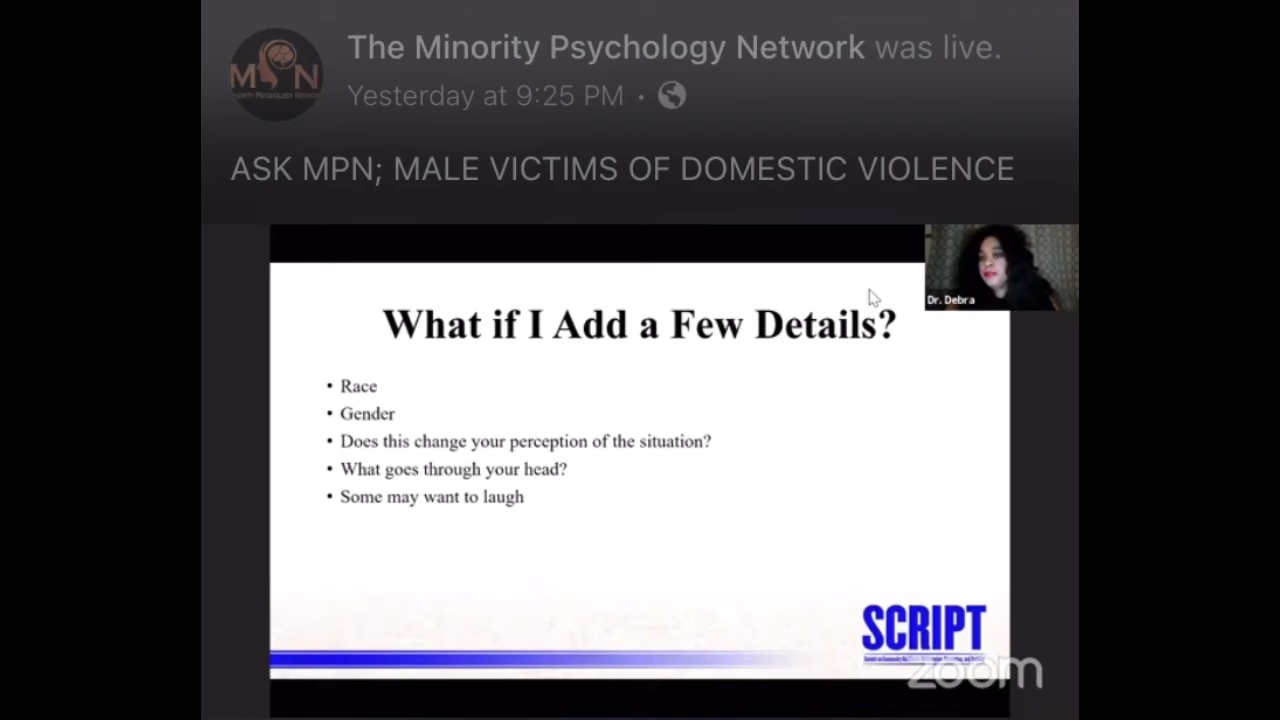 The Minority Psychology Network was live.
Yesterday at 9:25 PM ·
ASK MPN; MALE VICTIMS OF DOMESTIC VIOLENCE
Dr. Debra
What if I Add a Few Details?
• Race
• Gender
• Does this change your perception of the situation?
• What goes through your head?
• Some may want to laugh
SCRIPT
zoom